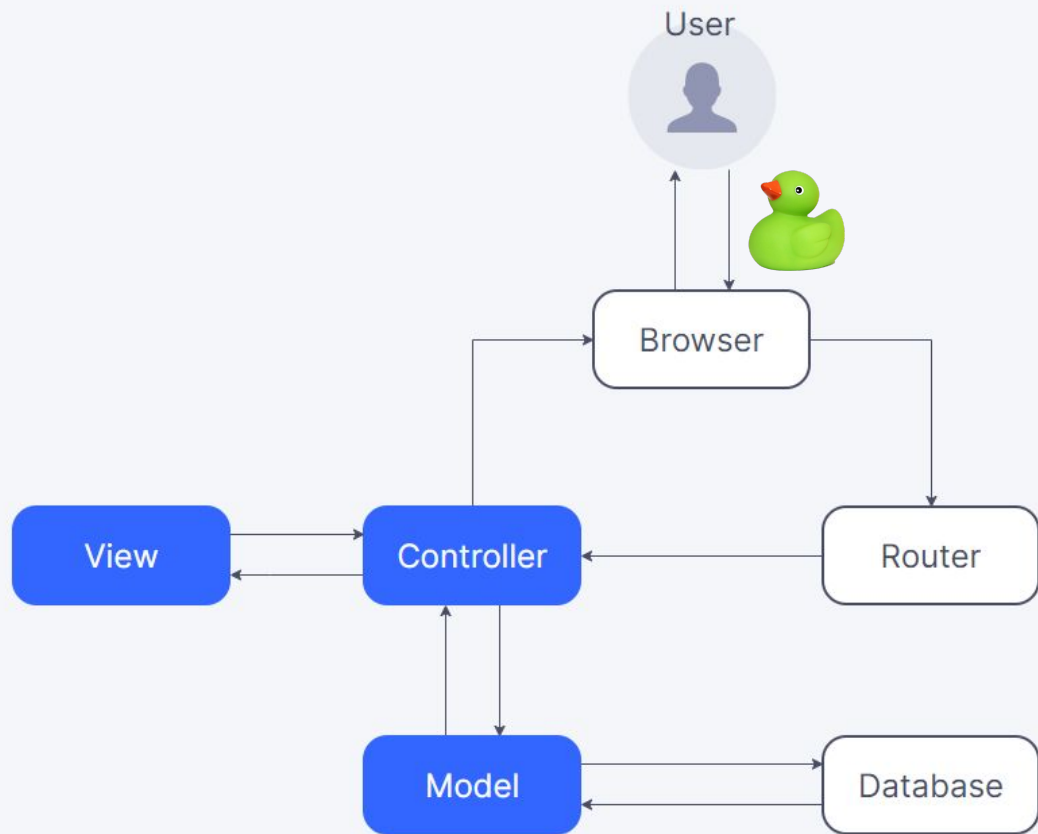 User
Browser
View
Controller
Router
Model
Database